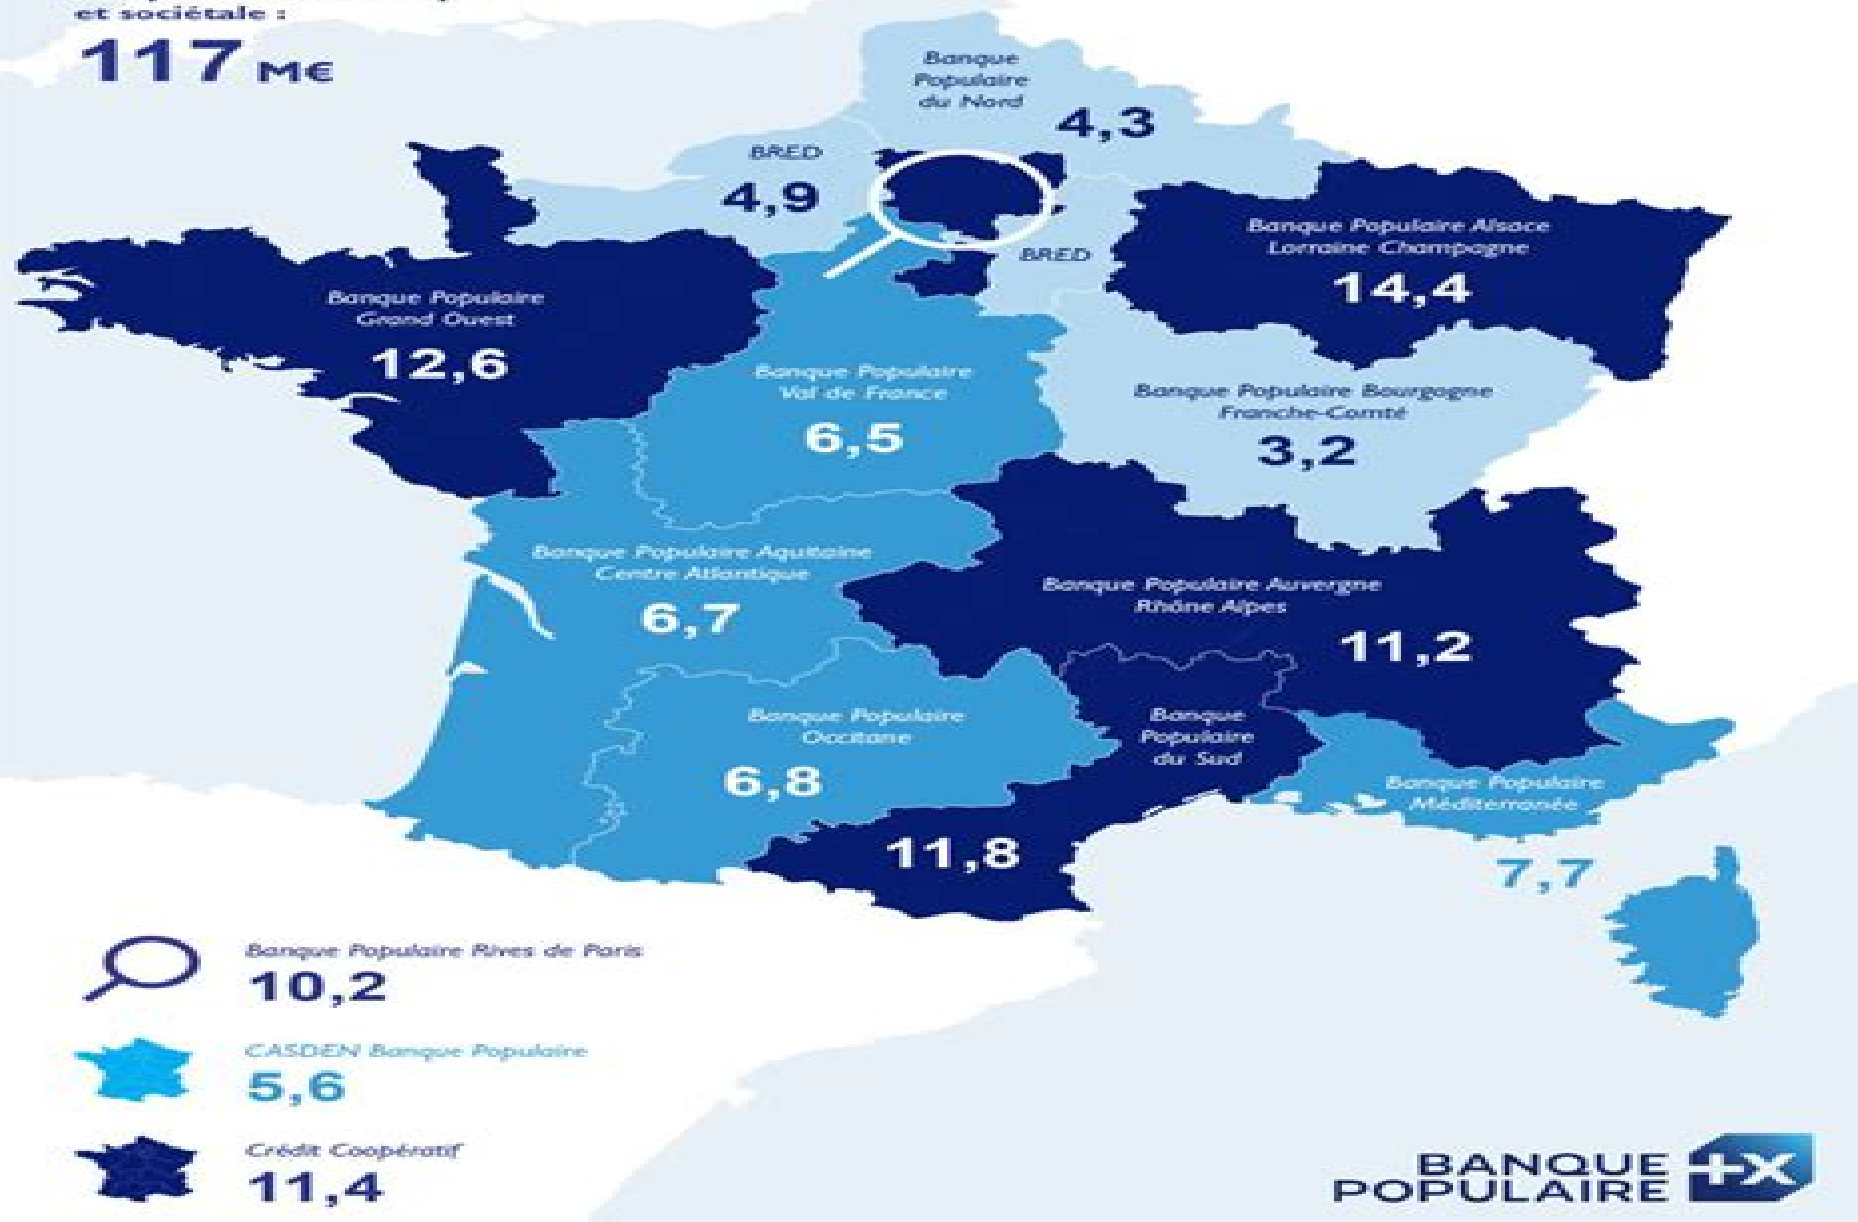 et sociétale :
117 M€
Banque
Populaire
du Nord
4,3
BRED
4,9
BRED
Banque Populaire Alsace
Lorraine Champagne
14,4
Banque Populaire
Grand Ouest
12,6
Banque Populaire
Val de France
6,5
Banque Populaire Bourgogne
Franche-Comté
3,2
Banque Populaire Aquitaine
Centre Atlantique
6,7
Banque Populaire Auvergne
Rhône Alpes
11,2
Banque Populaire
Occitane
6,8
Banque
Populaire
du Sud
11,8
Banque Populaire
Méditerranée
7,7
Banque Populaire Rives de Paris
10,2
CASDEN Banque Populaire
5,6
Crédit Coopératif
11,4
BANQUE
POPULAIRE
+X